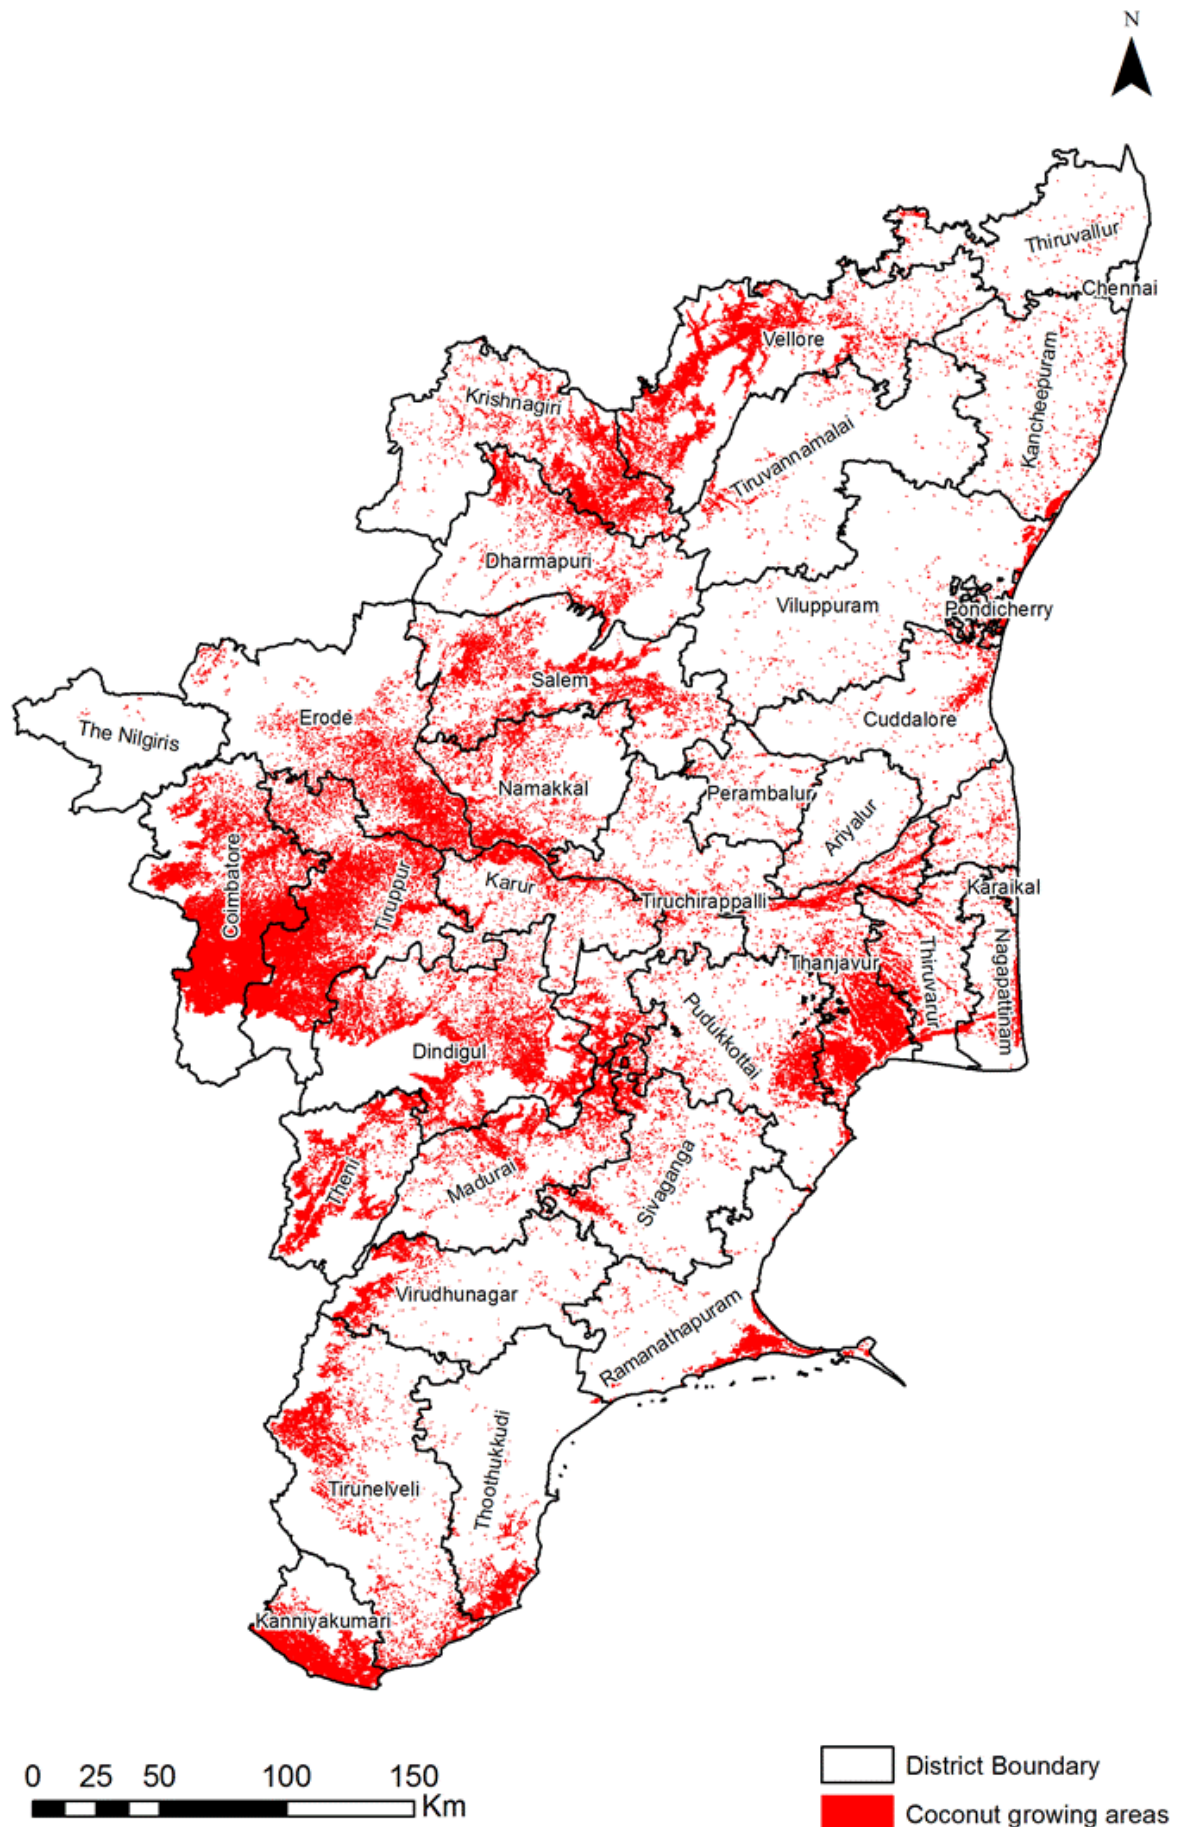 N
Thiruvallur
Chennai
Vellore
Kancheepuram
Krishnagiri
Tiruvannamalai
Dharmapuri
Viluppuram
Pondicherry
Salem
Erode
The Nilgiris
Cuddalore
Namakkal
Perambalur
Ariyalur
Coimbatore
Tiruppur
Karur
Tiruchirappalli
Karaikal
Thanjavur
Thiruvarur
Nagapattinam
Pudukkottai
Dindigul
Theni
Madurai
Sivaganga
Virudhunagar
Ramanathapuram
Thoothukkudi
Tirunelveli
Kanniyakumari
0 25 50 100 150
Km
District Boundary
Coconut growing areas